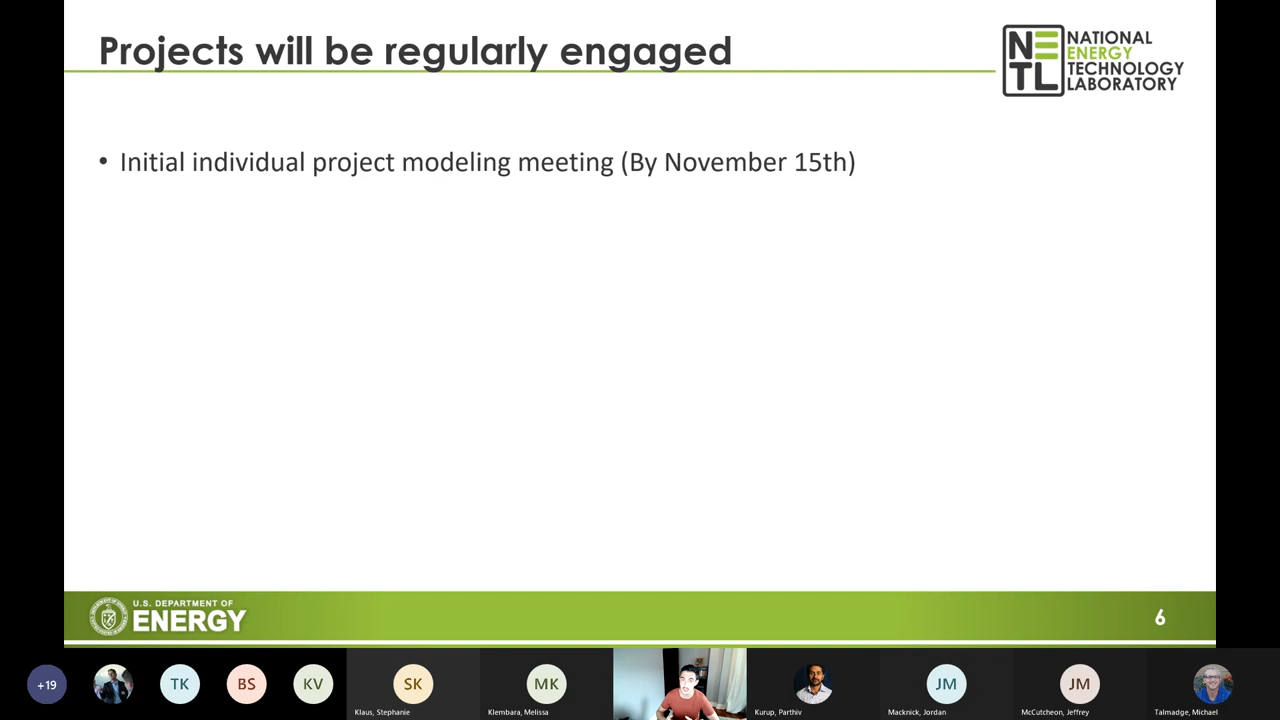 Projects will be regularly engaged
NATIONAL
ENERGY
TECHNOLOGY
LABORATORY
NE
TL
• Initial individual project modeling meeting (By November 15th)
U.S. DEPARTMENT OF
ENERGY
6
+19
TK
BS
KV
SK
MK
JM
JM
Klaus, Stephanie
Klembara, Melissa
Kurup, Parthiv
Macknick, Jordan
McCutcheon, Jeffrey
Talmadge, Michael